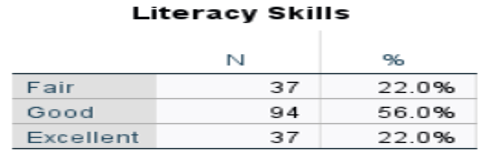 Literacy Skills
N %
Fair 37 22.0%
Good 94 56.0%
Excellent 37 22.0%